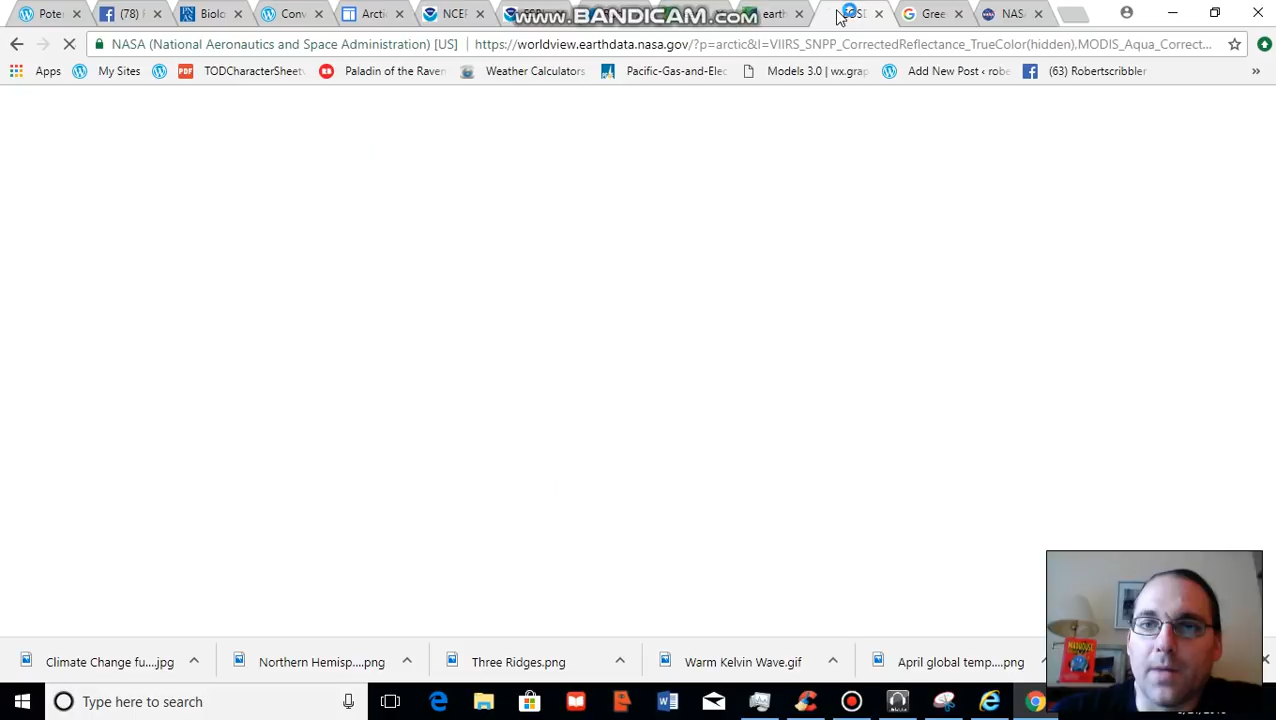 Pote
(78) F
Biolo
Conv
Arctic
NCEF
www.BANDICAM.com
earth
Gree
NAS
NASA (National Aeronautics and Space Administration) [US]
https://worldview.earthdata.nasa.gov/?p=arctic&l=VIIRS_SNPP_CorrectedReflectance_TrueColor(hidden),MODIS_Aqua_Correct...
Apps
My Sites
PDF
TODCharacterSheet
Paladin of the Raven
Weather Calculators
Pacific-Gas-and-Elec
Models 3.0 | wx.grap
Add New Post ‹ robe
(63) Robertscribbler
»
Climate Change fu....jpg
Northern Hemisp....png
Three Ridges.png
Warm Kelvin Wave.gif
April global temp....png
Type here to search